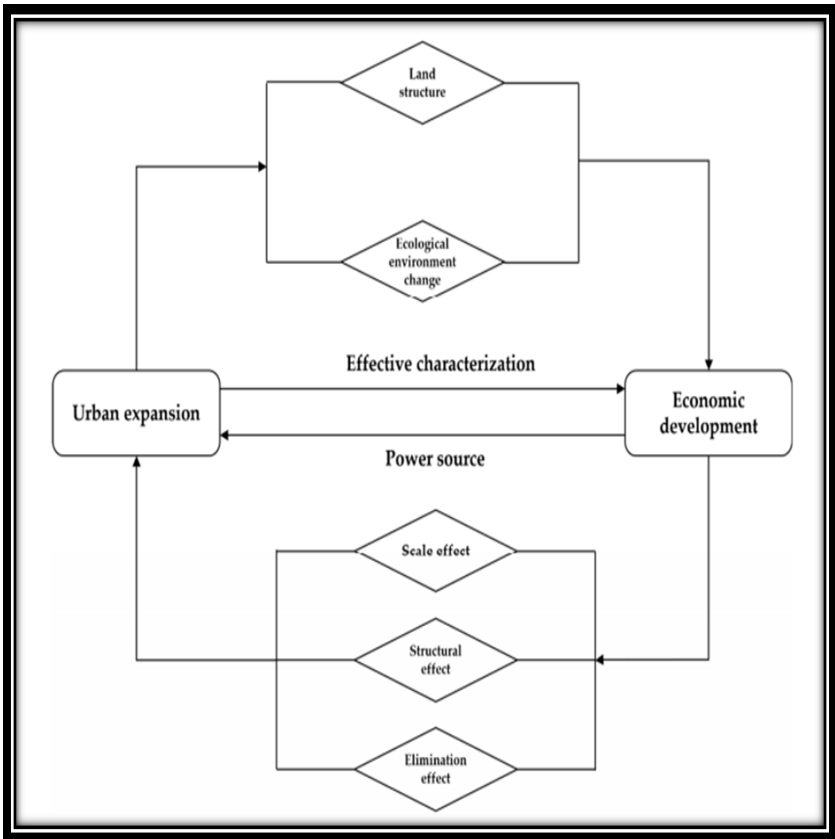 Land
structure
Ecological
environment
change
Effective characterization
Urban expansion
Economic
development
Power source
Scale effect
Structural
effect
Elimination
effect